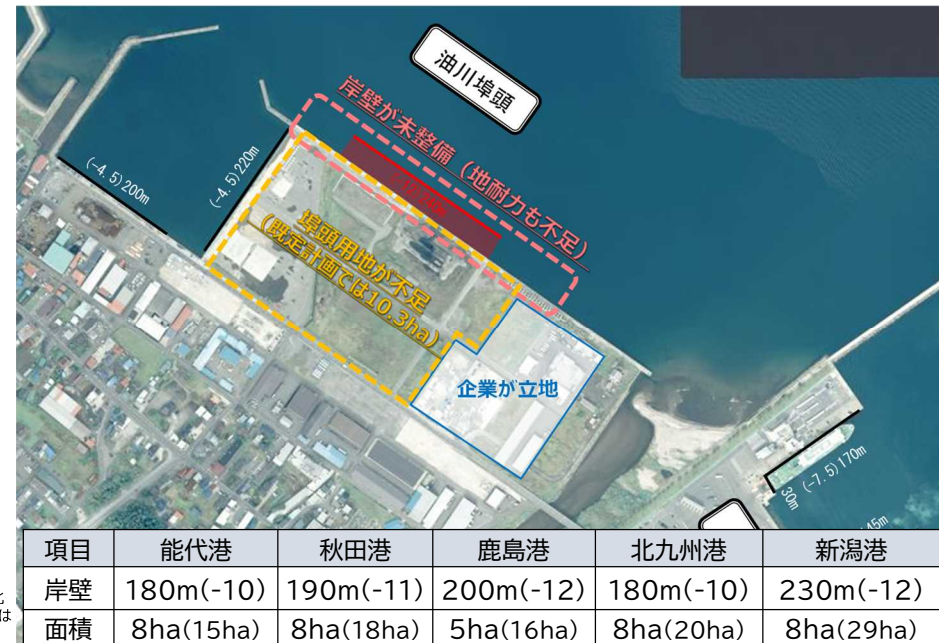 油川埠頭
岸壁が未整備（地耐力も不足）
(-4.5)200m
(-4.5)220m
埠頭用地が不足
(既定計画では10.3ha)
企業が立地
30m
(-7.5)170m
45m
項目 能代港 秋田港 鹿島港 北九州港 新潟港
岸壁 180m(-10) 190m(-11) 200m(-12) 180m(-10) 230m(-12)
面積 8ha(15ha) 8ha(18ha) 5ha(16ha) 8ha(20ha) 8ha(29ha)
は